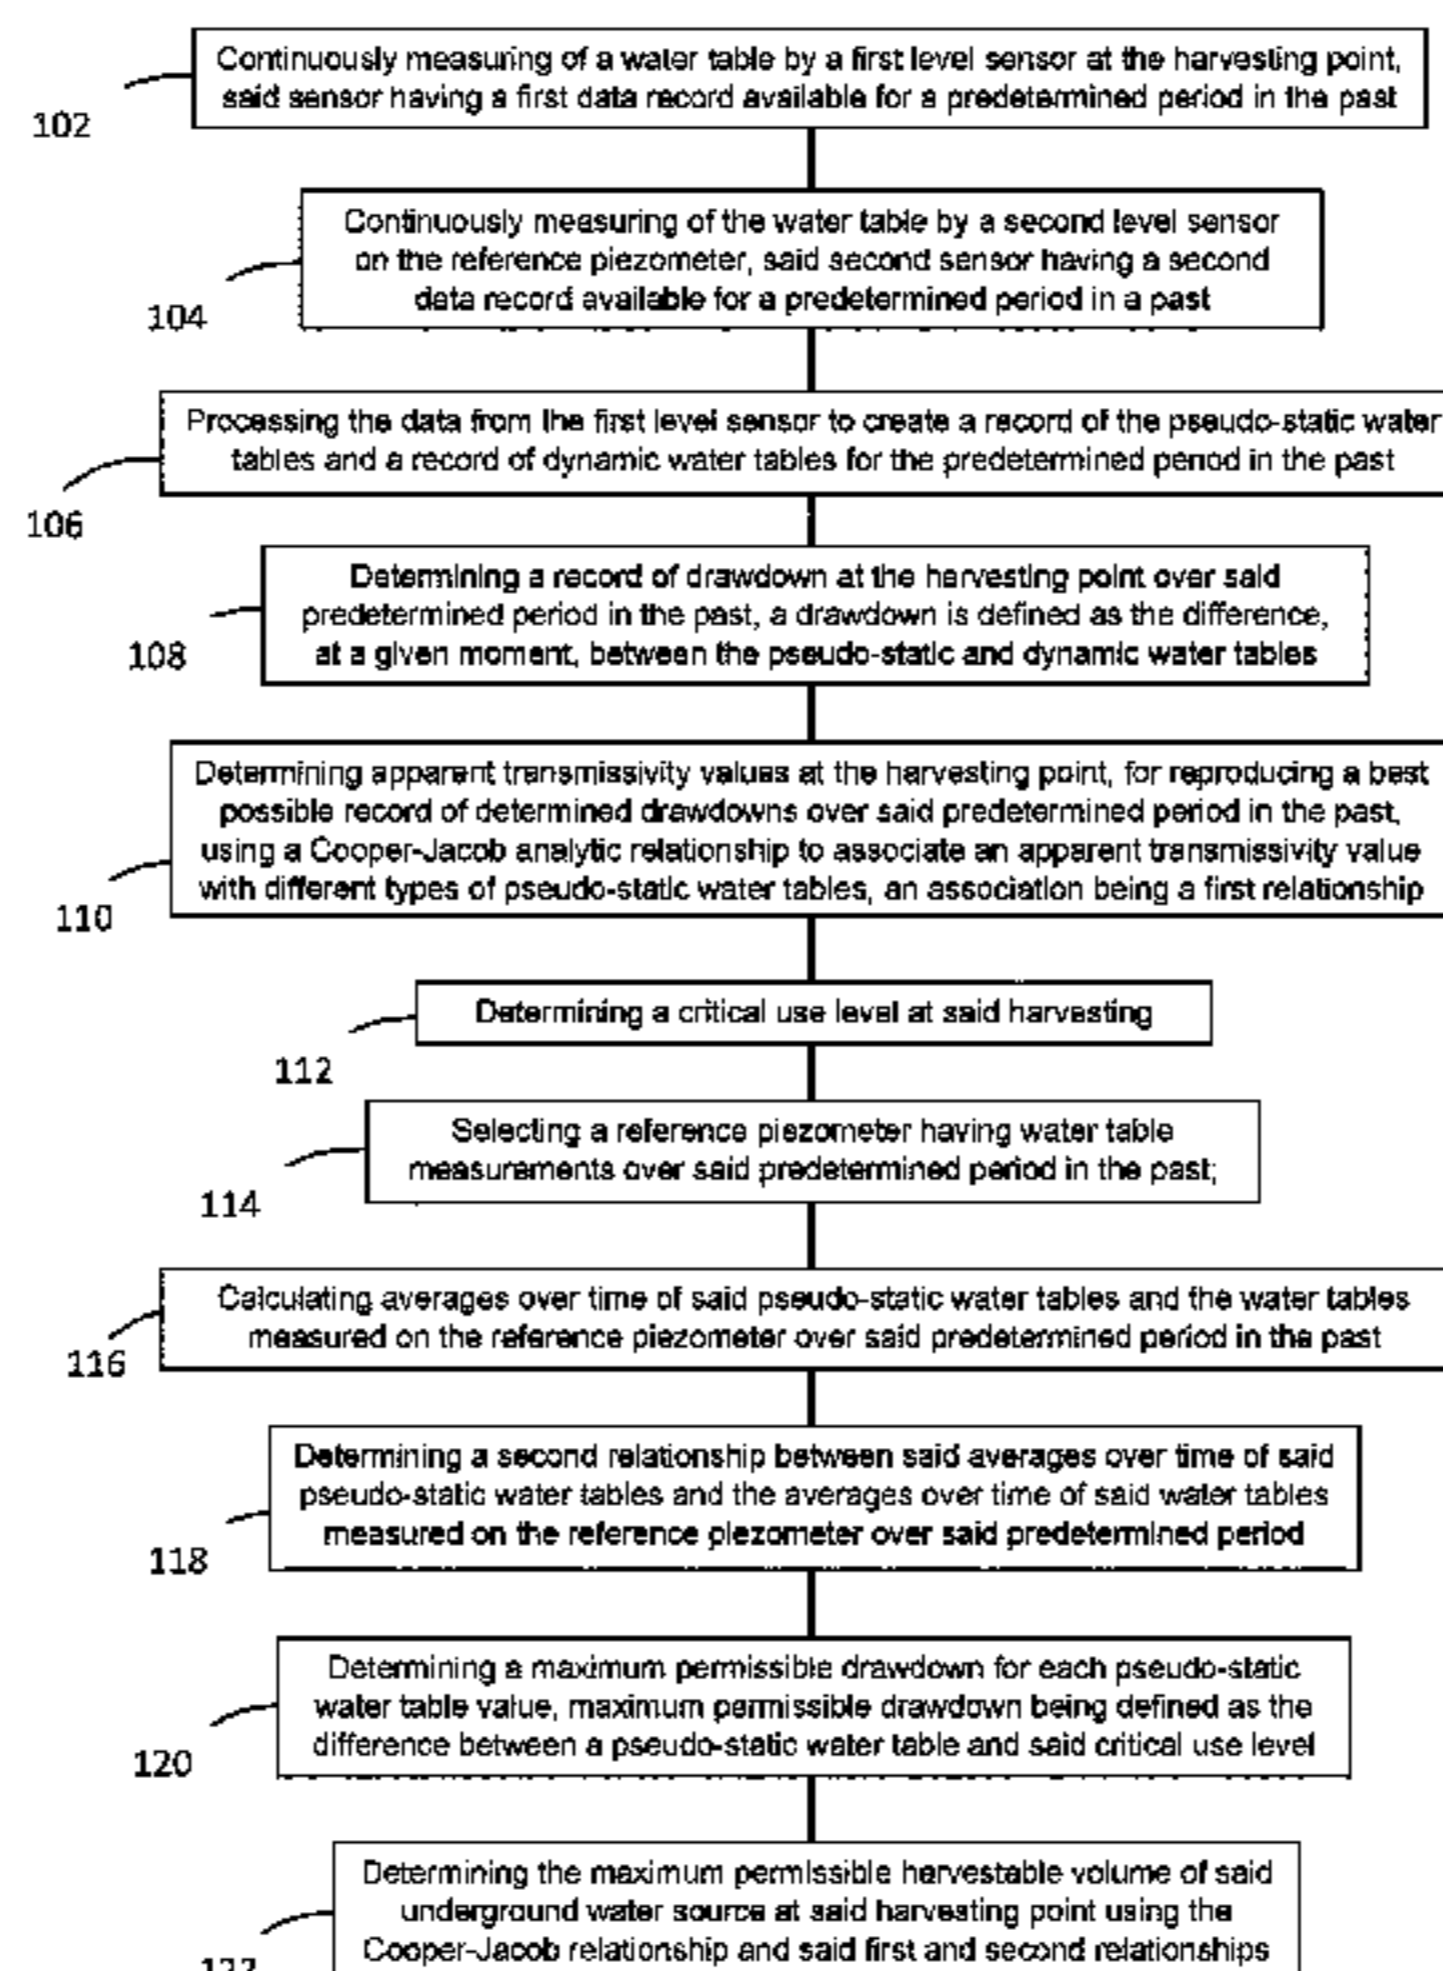 Continuously measuring of a water table by a first level sensor at the harvesting point,
said sensor having a first data record available for a predetermined period in the past
102
Continuously measuring of the water table by a second level sensor
on the reference piezometer, said second sensor having a second
data record available for a predetermined period in a past
104
Processing the data from the first level sensor to create a record of the pseudo-static water
tables and a record of dynamic water tables for the predetermined period in the past
106
Determining a record of drawdown at the harvesting point over said
predetermined period in the past, a drawdown is defined as the difference,
at a given moment, between the pseudo-static and dynamic water tables
108
Determining apparent transmissivity values at the harvesting point, for reproducing a best
possible record of determined drawdowns over said predetermined period in the past,
using a Cooper-Jacob analytic relationship to associate an apparent transmissivity value
with different types of pseudo-static water tables, an association being a first relationship
110
Determining a critical use level at said harvesting
112
Selecting a reference piezometer having water table
measurements over said predetermined period in the past;
114
Calculating averages over time of said pseudo-static water tables and the water tables
measured on the reference piezometer over said predetermined period in the past
116
Determining a second relationship between said averages over time of said
pseudo-static water tables and the averages over time of said water tables
measured on the reference piezometer over said predetermined period
118
Determining a maximum permissible drawdown for each pseudo-static
water table value, maximum permissible drawdown being defined as the
difference between a pseudo-static water table and said critical use level
120
Determining the maximum permissible harvestable volume of said
underground water source at said harvesting point using the
Cooper-Jacob relationship and said first and second relationships